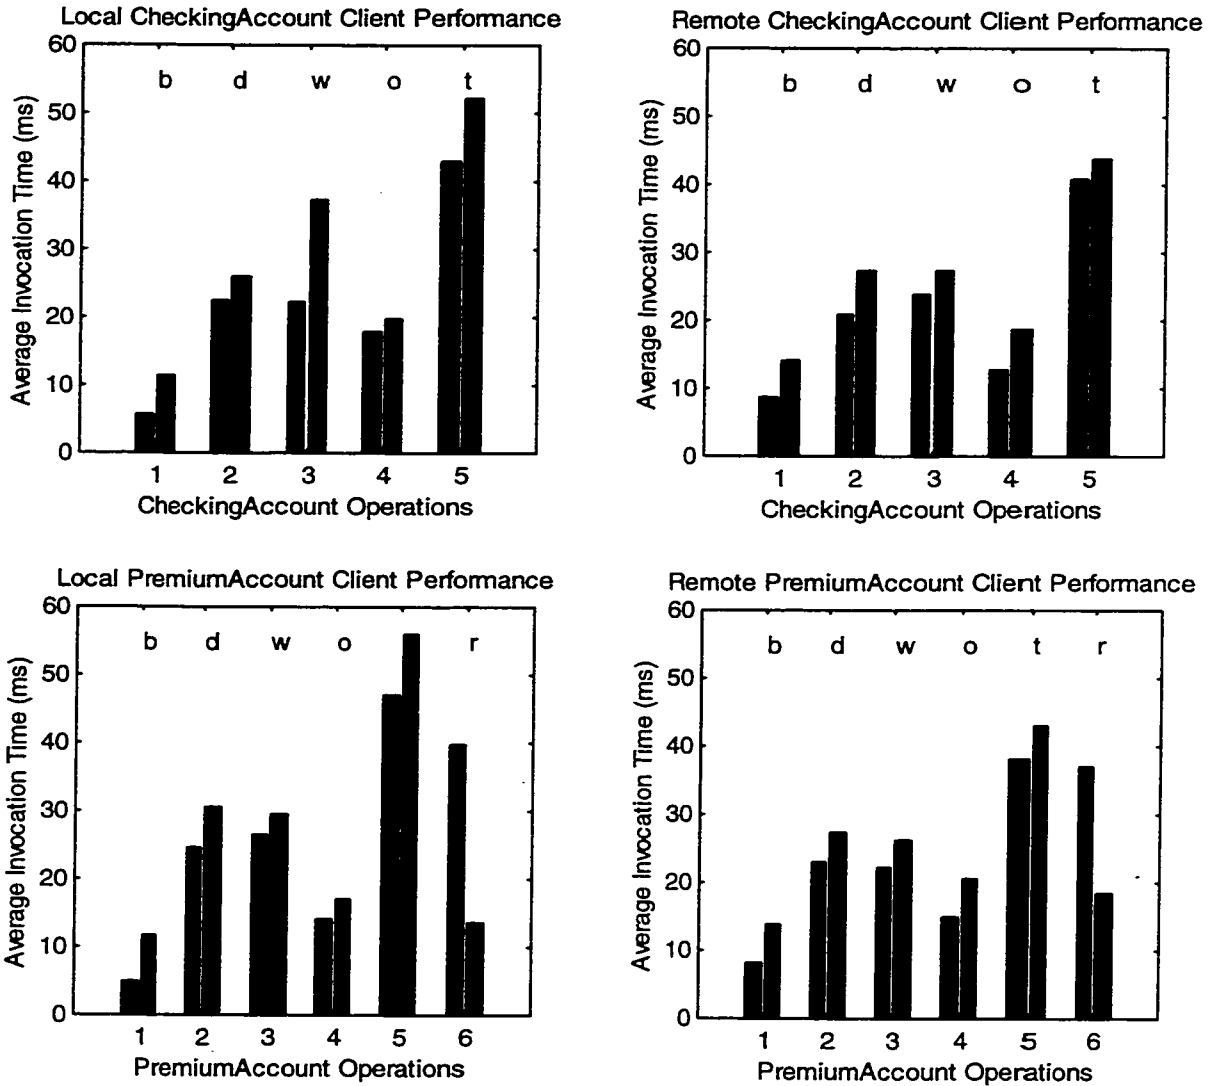 Local CheckingAccount Client Performance
Average Invocation Time (ms)
60
50
40
30
20
10
0
b d w o t
1 2 3 4 5
CheckingAccount Operations
Remote CheckingAccount Client Performance
Average Invocation Time (ms)
60
50
40
30
20
10
0
b d w o t
1 2 3 4 5
CheckingAccount Operations
Local PremiumAccount Client Performance
Average Invocation Time (ms)
60
50
40
30
20
10
0
b d w o r
1 2 3 4 5 6
PremiumAccount Operations
Remote PremiumAccount Client Performance
Average Invocation Time (ms)
60
50
40
30
20
10
0
b d w o t r
1 2 3 4 5 6
PremiumAccount Operations